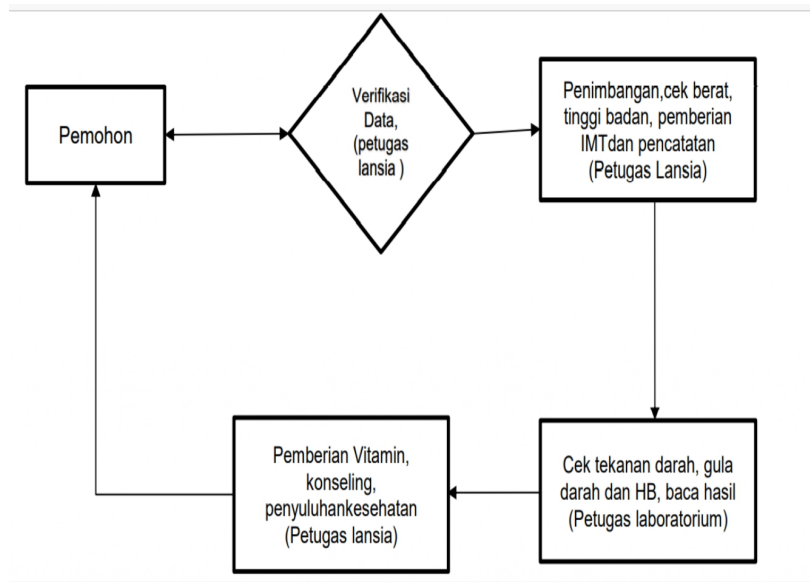 Pemohon
Verifikasi
Data,
(petugas
lansia )
Penimbangan,cek berat,
tinggi badan, pemberian
IMTdan pencatatan
(Petugas Lansia)
Cek tekanan darah, gula
darah dan HB, baca hasil
(Petugas laboratorium)
Pemberian Vitamin,
konseling,
penyuluhankesehatan
(Petugas lansia)